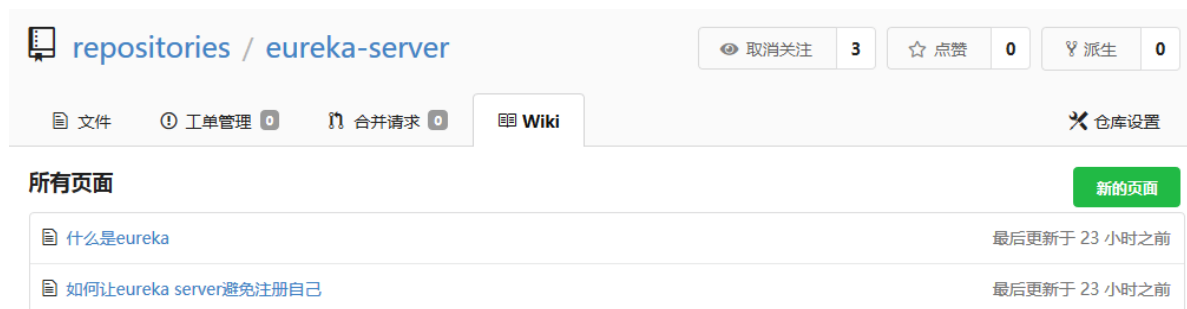 repositories / eureka-server
取消关注 3 点赞 0 派生 0
文件 工单管理 0 合并请求 0 Wiki 仓库设置
所有页面 新的页面
什么是eureka 最后更新于 23 小时之前
如何让eureka server避免注册自己 最后更新于 23 小时之前